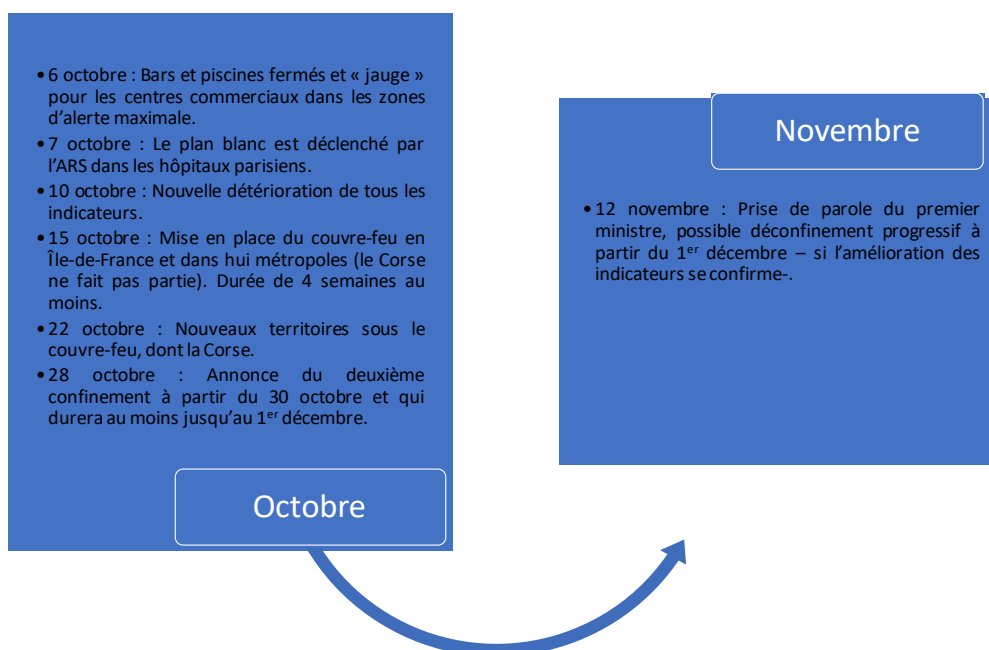 • 6 octobre : Bars et piscines fermés et « jauge »
pour les centres commerciaux dans les zones
d’alerte maximale.
• 7 octobre : Le plan blanc est déclenché par
l’ARS dans les hôpitaux parisiens.
• 10 octobre : Nouvelle détérioration de tous les
indicateurs.
• 15 octobre : Mise en place du couvre-feu en
Île-de-France et dans hui métropoles (le Corse
ne fait pas partie). Durée de 4 semaines au
moins.
• 22 octobre : Nouveaux territoires sous le
couvre-feu, dont la Corse.
• 28 octobre : Annonce du deuxième
confinement à partir du 30 octobre et qui
durera au moins jusqu’au 1er décembre.
Octobre
Novembre
• 12 novembre : Prise de parole du premier
ministre, possible déconfinement progressif à
partir du 1er décembre – si l’amélioration des
indicateurs se confirme-.